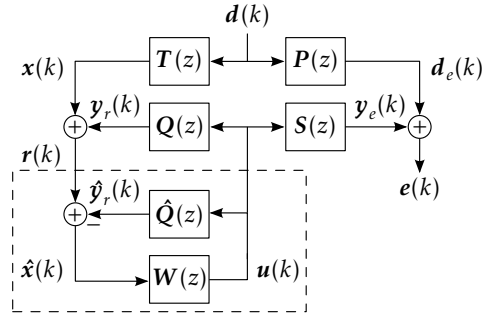 d(k)
x(k) T(z) P(z) d_e(k)
y_r(k) Q(z) S(z) y_e(k)
r(k) e(k)
ŷ_r(k) Q̂(z)
x̂(k) W(z) u(k)